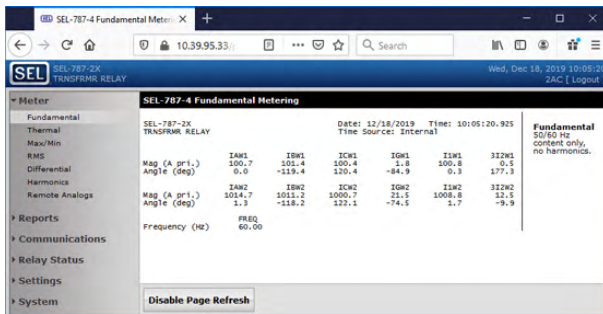 SEL-787-4 Fundamental Meteri
10.39.95.33/
Search
SEL
SEL-787-2X
TRNSFRMR RELAY
Wed, Dec 18, 2019 10:05:20
2AC [ Logout
Meter
Fundamental
Thermal
Max/Min
RMS
Differential
Harmonics
Remote Analogs
Reports
Communications
Relay Status
Settings
System
SEL-787-4 Fundamental Metering
SEL-787-2X Date: 12/18/2019 Time: 10:05:20.925
TRNSFRMR RELAY Time Source: Internal
IAW1 IBW1 ICW1 IGW1 I1W1 3I2W1
Mag (A pri.) 100.7 101.4 100.4 1.8 100.8 0.5
Angle (deg) 0.0 -119.4 120.4 -84.9 0.3 177.3
IAW2 IBW2 ICW2 IGW2 I1W2 3I2W2
Mag (A pri.) 1014.7 1011.2 1000.7 21.5 1008.8 12.5
Angle (deg) 1.3 -118.2 122.1 -74.5 1.7 -9.9
FREQ
Frequency (Hz) 60.00
Fundamental
50/60 Hz
content only,
no harmonics.
Disable Page Refresh